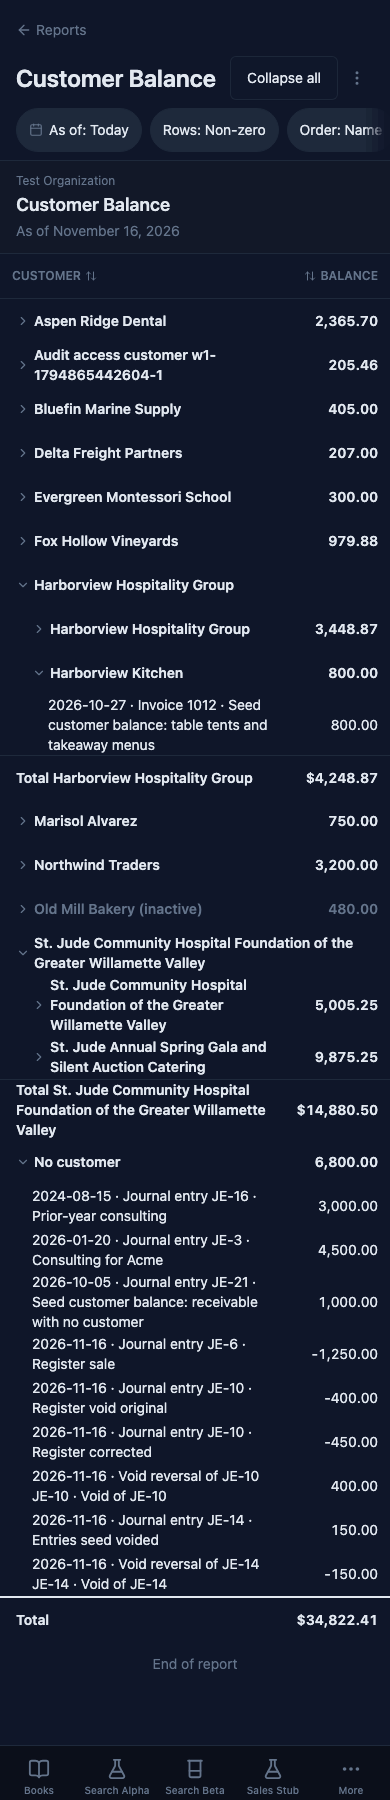 Reports
Customer Balance
Collapse all
As of: Today
Rows: Non-zero
Order: Name
Test Organization
Customer Balance
As of November 16, 2026
CUSTOMER
BALANCE
Aspen Ridge Dental 2,365.70
Audit access customer w1-
1794865442604-1 205.46
Bluefin Marine Supply 405.00
Delta Freight Partners 207.00
Evergreen Montessori School 300.00
Fox Hollow Vineyards 979.88
Harborview Hospitality Group
Harborview Hospitality Group 3,448.87
Harborview Kitchen 800.00
2026-10-27 · Invoice 1012 · Seed
customer balance: table tents and 800.00
takeaway menus
Total Harborview Hospitality Group $4,248.87
Marisol Alvarez 750.00
Northwind Traders 3,200.00
Old Mill Bakery (inactive) 480.00
St. Jude Community Hospital Foundation of the
Greater Willamette Valley
St. Jude Community Hospital
Foundation of the Greater 5,005.25
Willamette Valley
St. Jude Annual Spring Gala and
Silent Auction Catering 9,875.25
Total St. Jude Community Hospital
Foundation of the Greater Willamette $14,880.50
Valley
No customer 6,800.00
2024-08-15 · Journal entry JE-16 ·
Prior-year consulting 3,000.00
2026-01-20 · Journal entry JE-3 ·
Consulting for Acme 4,500.00
2026-10-05 · Journal entry JE-21 ·
Seed customer balance: receivable 1,000.00
with no customer
2026-11-16 · Journal entry JE-6 ·
Register sale -1,250.00
2026-11-16 · Journal entry JE-10 ·
Register void original -400.00
2026-11-16 · Journal entry JE-10 ·
Register corrected -450.00
2026-11-16 · Void reversal of JE-10
JE-10 · Void of JE-10 400.00
2026-11-16 · Journal entry JE-14 ·
Entries seed voided 150.00
2026-11-16 · Void reversal of JE-14
JE-14 · Void of JE-14 -150.00
Total $34,822.41
End of report
Books
Search Alpha
Search Beta
Sales Stub
More